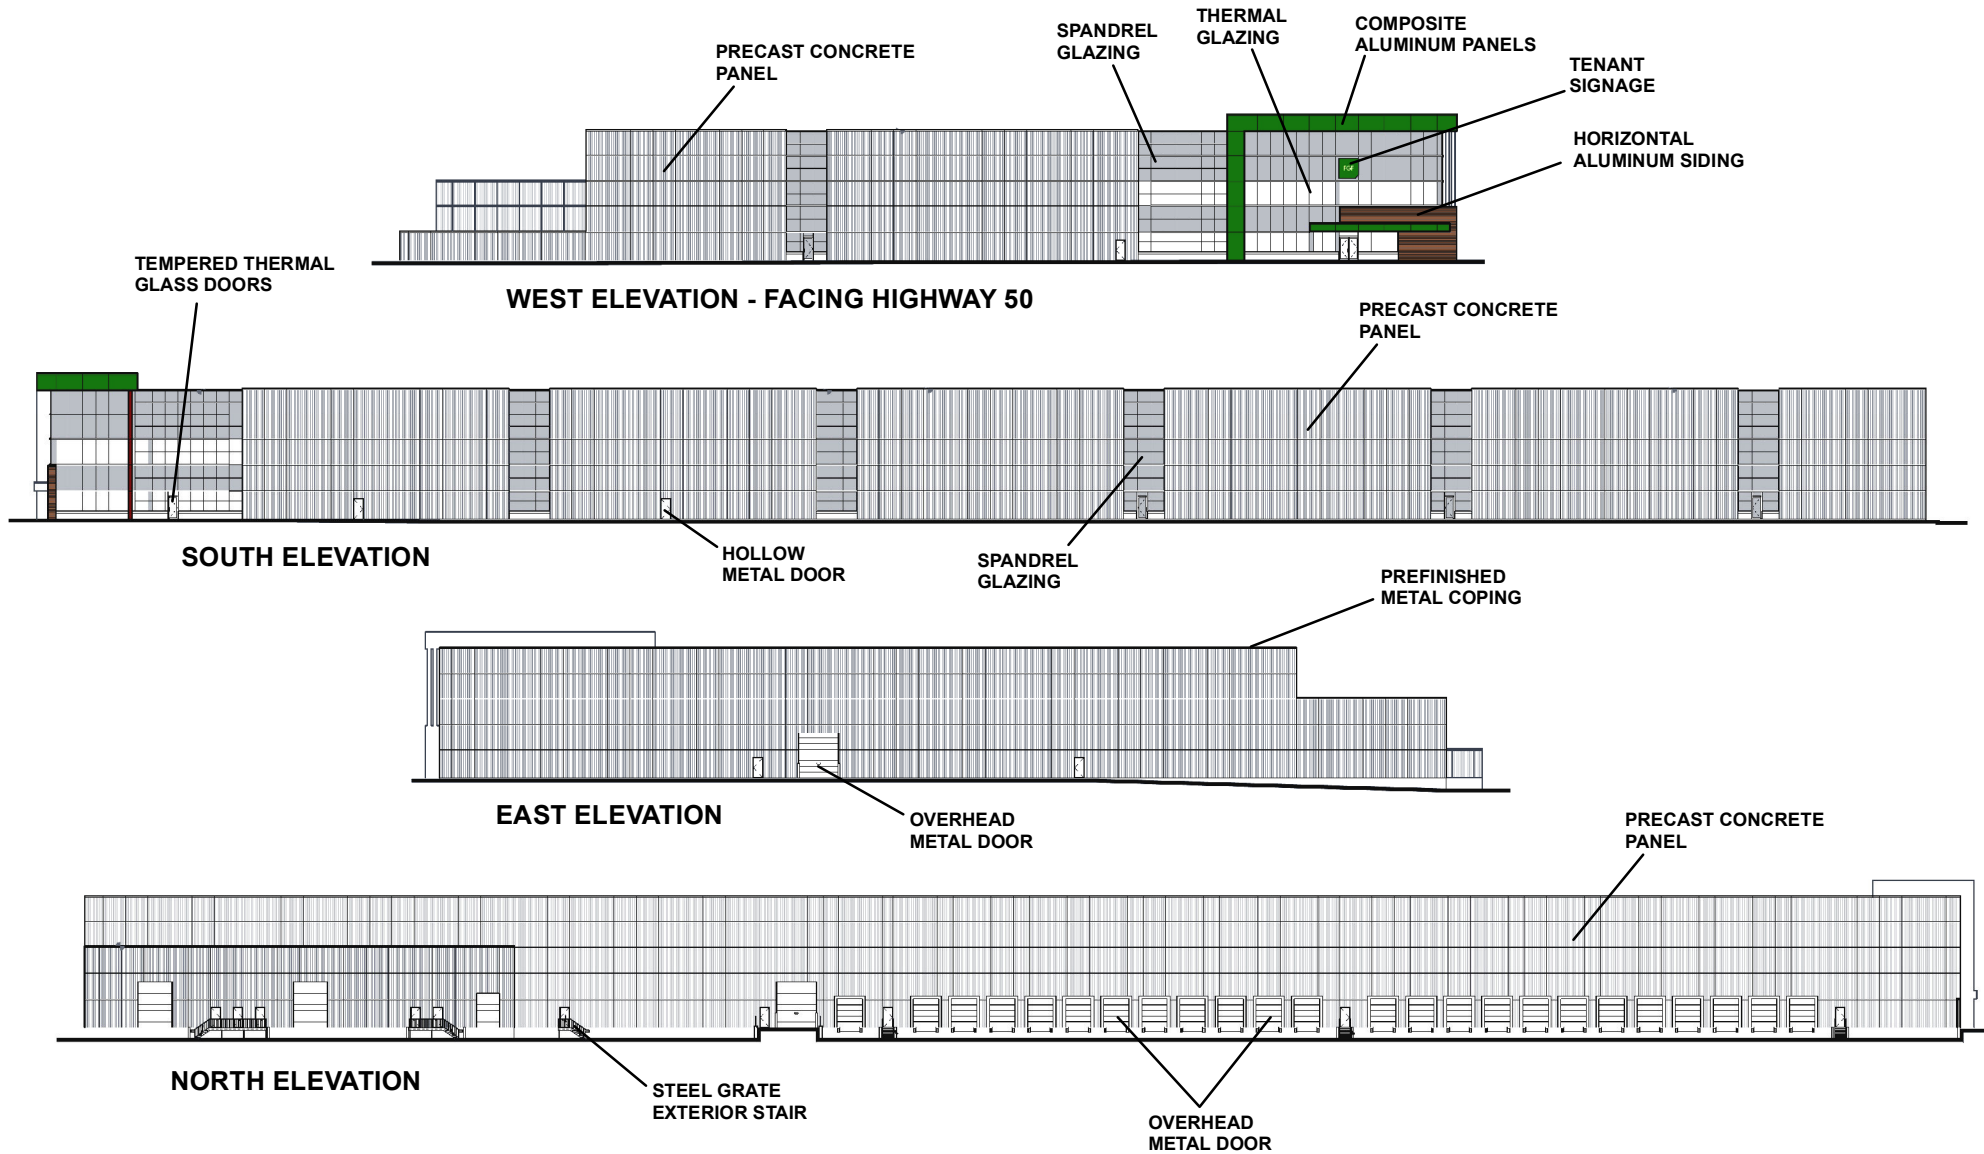 THERMAL
GLAZING
COMPOSITE
ALUMINUM PANELS
SPANDREL
GLAZING
PRECAST CONCRETE
PANEL
TENANT
SIGNAGE
HORIZONTAL
ALUMINUM SIDING
FGF
TEMPERED THERMAL
GLASS DOORS
WEST ELEVATION - FACING HIGHWAY 50
PRECAST CONCRETE
PANEL
SOUTH ELEVATION
HOLLOW
METAL DOOR
SPANDREL
GLAZING
PREFINISHED
METAL COPING
EAST ELEVATION
OVERHEAD
METAL DOOR
PRECAST CONCRETE
PANEL
NORTH ELEVATION
STEEL GRATE
EXTERIOR STAIR
OVERHEAD
METAL DOOR